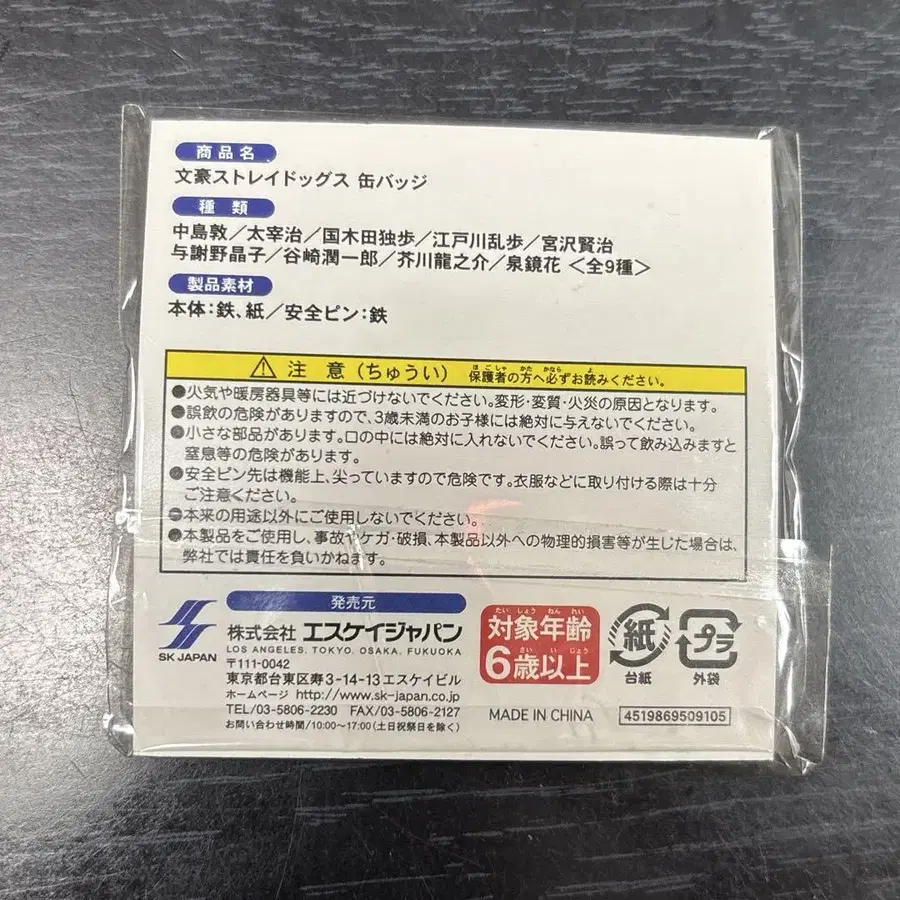 商品名
文豪ストレイドッグス 缶バッジ
種類
中島敦／太宰治／国木田独歩／江戸川乱歩／宮沢賢治
与謝野晶子／谷崎潤一郎／芥川龍之介／泉鏡花 ＜全9種＞
製品素材
本体：鉄、紙／安全ピン：鉄
⚠ 注意（ちゅうい） 保護者の方へ必ずお読みください。
●火気や暖房器具等には近づけないでください。変形・変質・火災の原因となります。
●誤飲の危険がありますので、3歳未満のお子様には絶対に与えないでください。
●小さな部品があります。口の中には絶対に入れないでください。誤って飲み込みますと
窒息等の危険があります。
●安全ピン先は機能上、尖っていますので危険です。衣服などに取り付ける際は十分
ご注意ください。
●本来の用途以外にご使用しないでください。
●本製品をご使用し、事故やケガ・破損、本製品以外への物理的損害等が生じた場合は、
弊社では責任を負いかねます。
SK JAPAN
発売元
株式会社 エスケイジャパン
LOS ANGELES. TOKYO. OSAKA. FUKUOKA
〒111-0042
東京都台東区寿3-14-13エスケイビル
ホームページ http://www.sk-japan.co.jp
TEL/03-5806-2230 FAX/03-5806-2127
お問い合わせ時間/10:00〜17:00(土日祝祭日を除く)
たいしょうねんれい
対象年齢
さいいじょう
6歳以上
紙
台紙
プラ
外袋
MADE IN CHINA
4519869509105